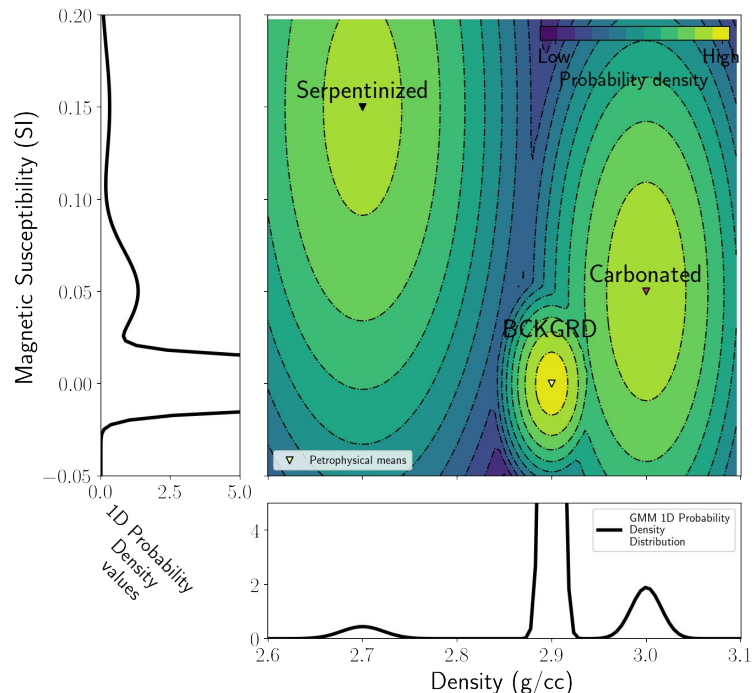 0.20
0.15
0.10
0.05
0.00
−0.05
Magnetic Susceptibility (SI)
0.0 2.5 5.0
1D Probability
Density
values
Low High
Probability density
Serpentinized
Carbonated
BCKGRD
Petrophysical means
4
2
0
GMM 1D Probability
Density
Distribution
2.6 2.7 2.8 2.9 3.0 3.1
Density (g/cc)